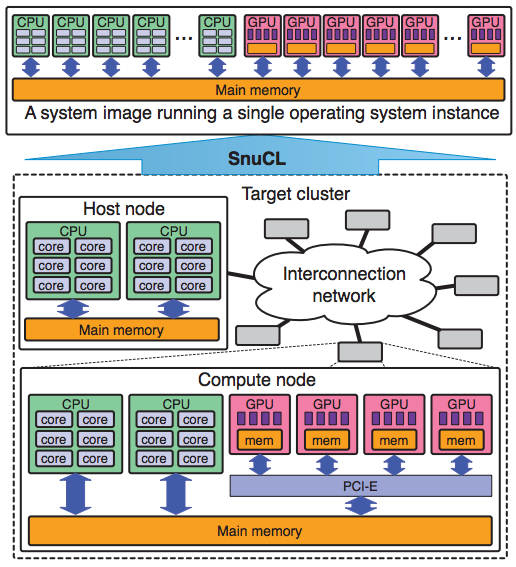 CPU CPU CPU CPU ... CPU GPU GPU GPU GPU GPU ... GPU
Main memory
A system image running a single operating system instance
SnuCL
Target cluster
Host node
CPU CPU
core core core core
core core core core
core core core core
Main memory
Interconnection
network
Compute node
CPU CPU GPU GPU GPU GPU
core core core core
core core core core
core core core core
mem mem mem mem
PCI-E
Main memory